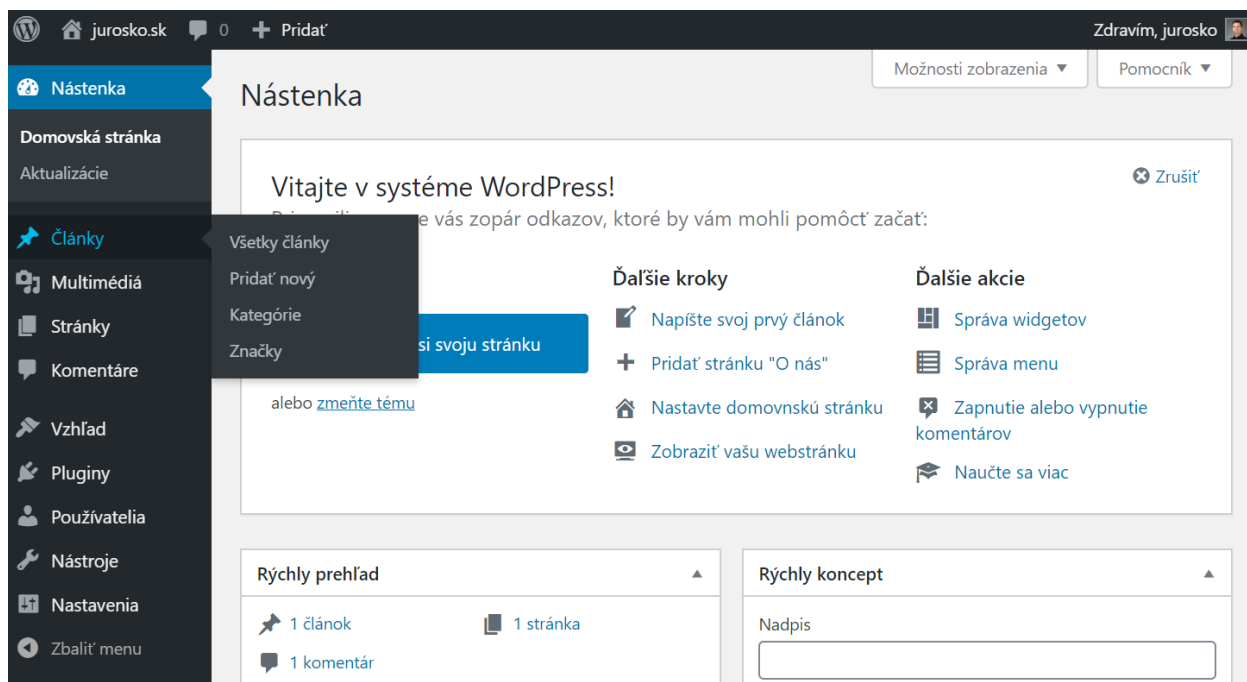 jurosko.sk 0 Pridať Zdravím, jurosko
Možnosti zobrazenia Pomocník
Nástenka
Domovská stránka
Aktualizácie
Články
Multimédiá
Stránky
Komentáre
Vzhľad
Pluginy
Používatelia
Nástroje
Nastavenia
Zbaliť menu
Všetky články
Pridať nový
Kategórie
Značky
Nástenka
Vitajte v systéme WordPress!
Zrušiť
vás zopár odkazov, ktoré by vám mohli pomôcť začať:
si svoju stránku
alebo zmeňte tému
Ďaľšie kroky
Napíšte svoj prvý článok
Pridať stránku "O nás"
Nastavte domovnskú stránku
Zobraziť vašu webstránku
Ďalšie akcie
Správa widgetov
Správa menu
Zapnutie alebo vypnutie
komentárov
Naučte sa viac
Rýchly prehľad
1 článok 1 stránka
1 komentár
Rýchly koncept
Nadpis